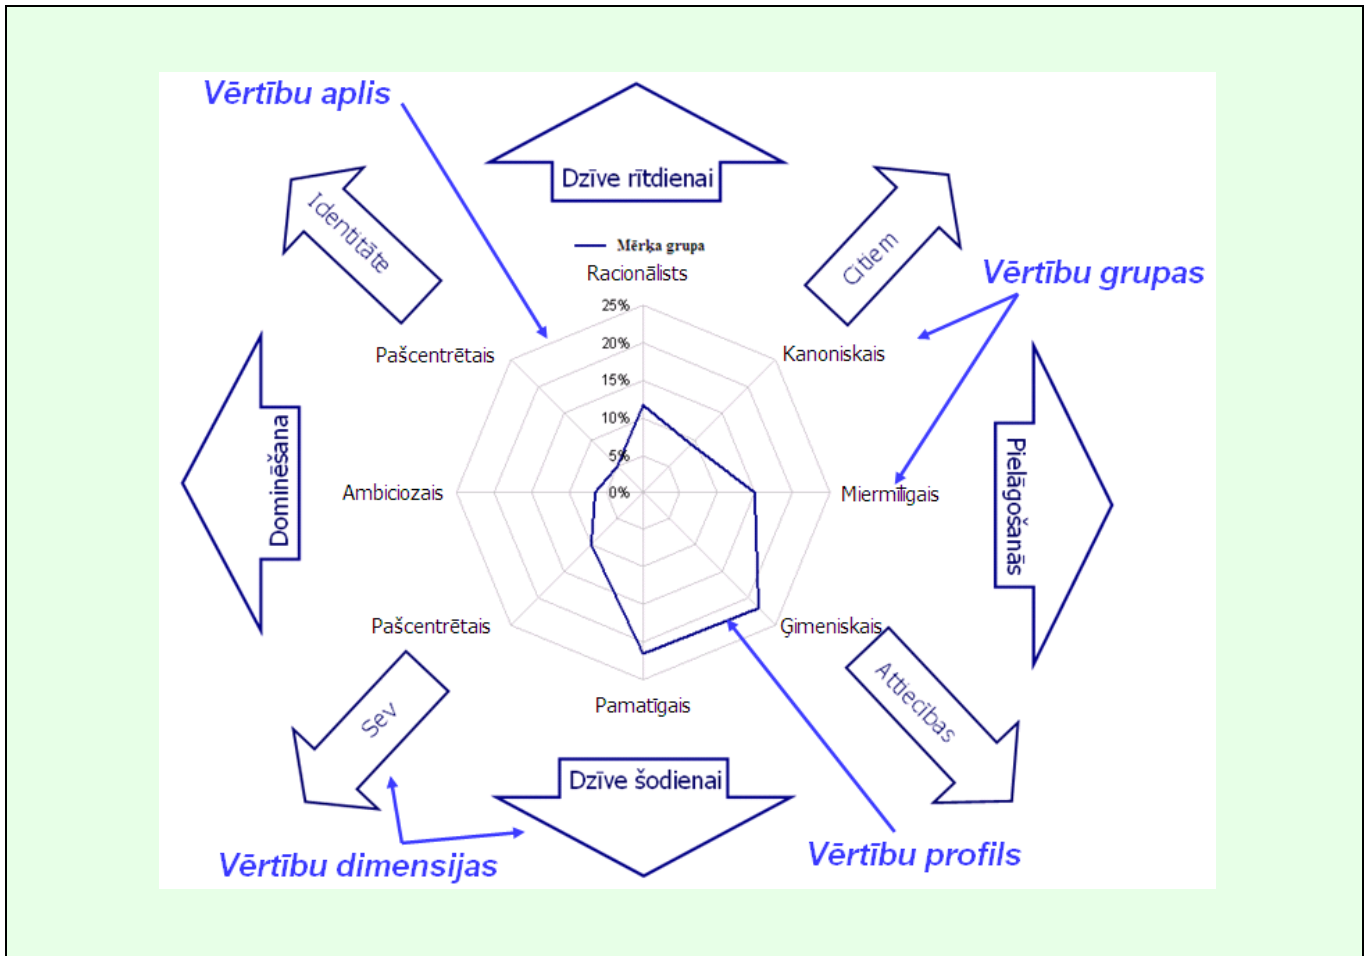 Vērtību aplis
Dzīve rītdienai
Identitāte
Citiem
Mērķa grupa
Vērtību grupas
Racionālists
25%
20%
15%
10%
5%
0%
Pašcentrētais
Kanoniskais
Dominēšana
Ambiciozais
Miermīlīgais
Pielāgošanās
Pašcentrētais
Ģimeniskais
Sev
Pamatīgais
Attiecības
Dzīve šodienai
Vērtību dimensijas
Vērtību profils